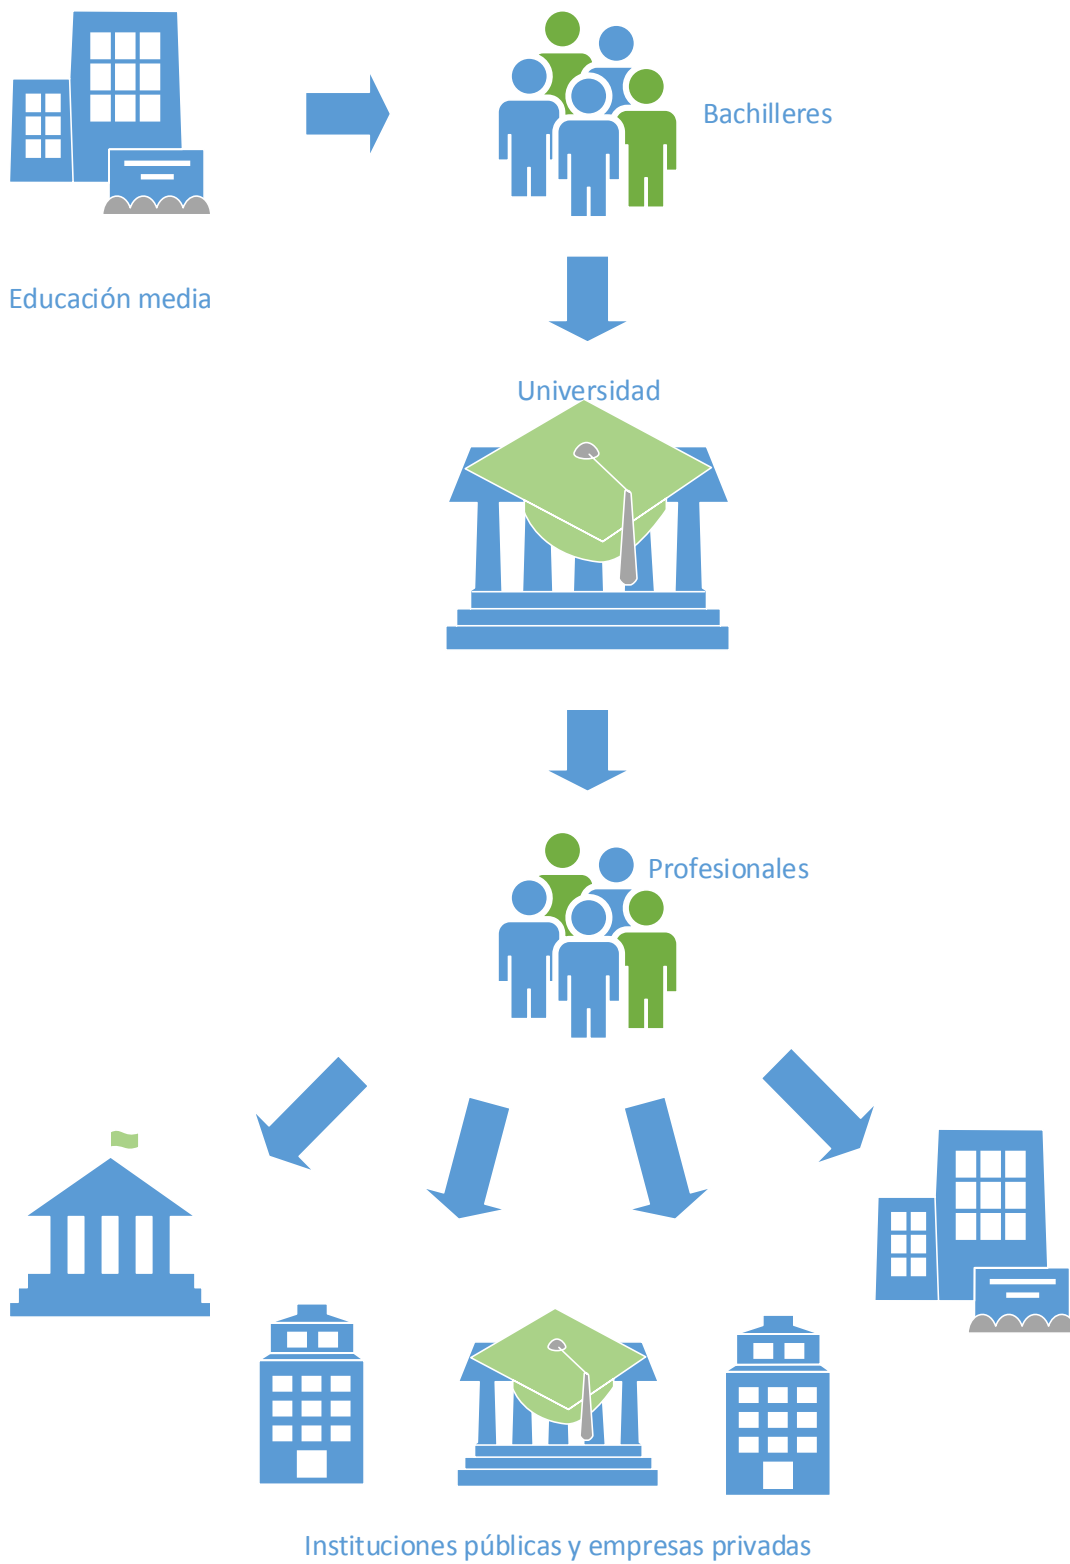 Bachilleres
Educación media
Universidad
Profesionales
Instituciones públicas y empresas privadas